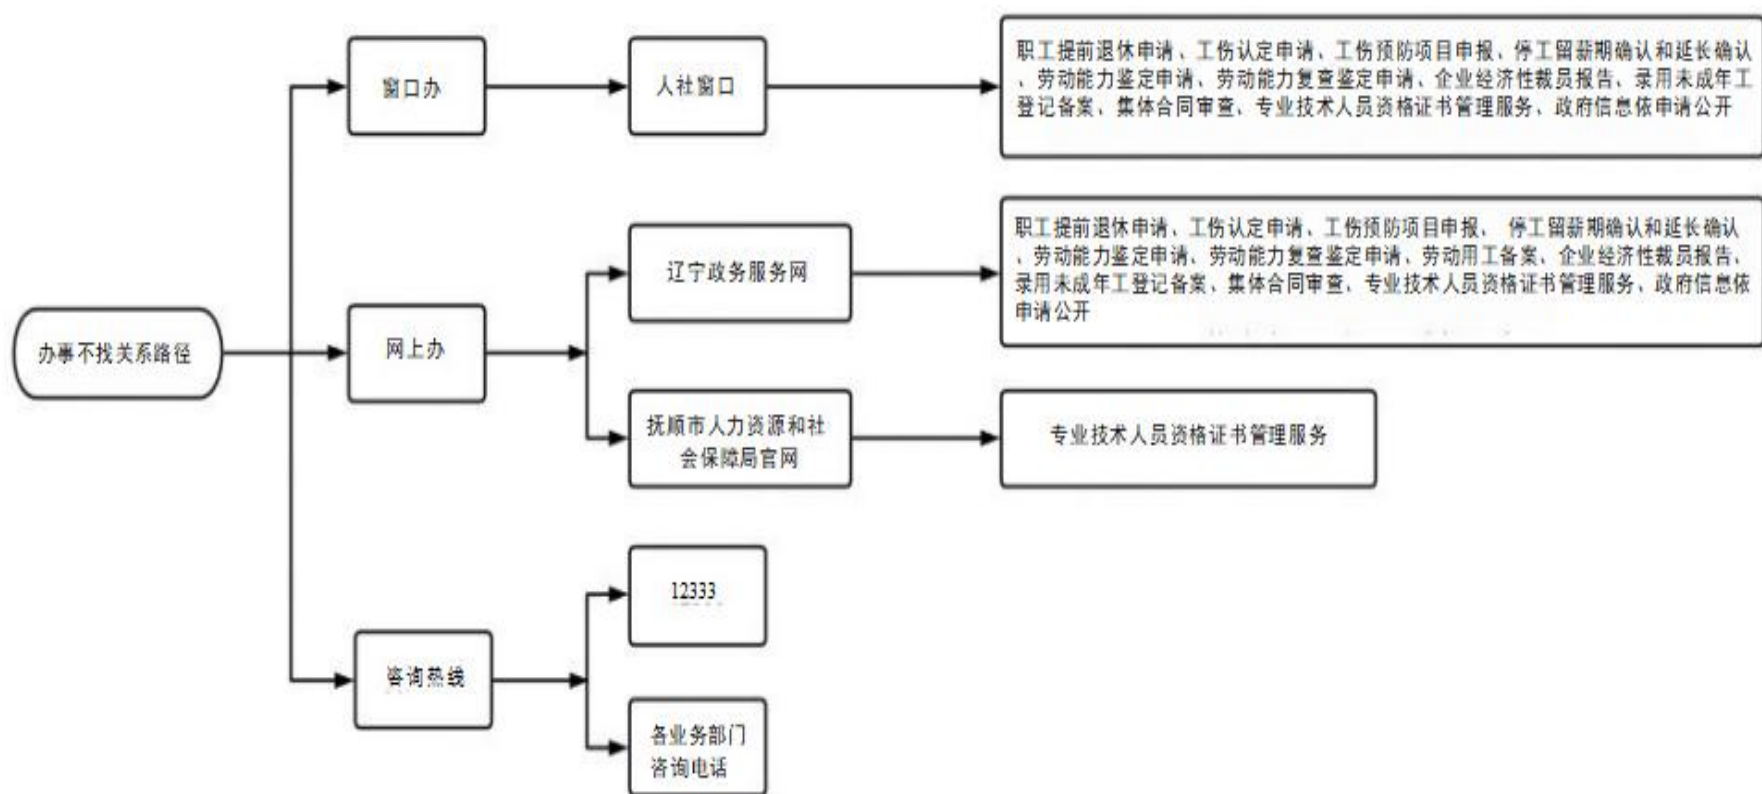 办事不找关系路径
窗口办
人社窗口
职工提前退休申请、工伤认定申请、工伤预防项目申报、停工留薪期确认和延长确认
、劳动能力鉴定申请、劳动能力复查鉴定申请、企业经济性裁员报告、录用未成年工
登记备案、集体合同审查、专业技术人员资格证书管理服务、政府信息依申请公开
网上办
辽宁政务服务网
职工提前退休申请、工伤认定申请、工伤预防项目申报、 停工留薪期确认和延长确认
、劳动能力鉴定申请、劳动能力复查鉴定申请、劳动用工备案、企业经济性裁员报告、
录用未成年工登记备案、集体合同审查、专业技术人员资格证书管理服务、政府信息依
申请公开
抚顺市人力资源和社
会保障局官网
专业技术人员资格证书管理服务
咨询热线
12333
各业务部门
咨询电话